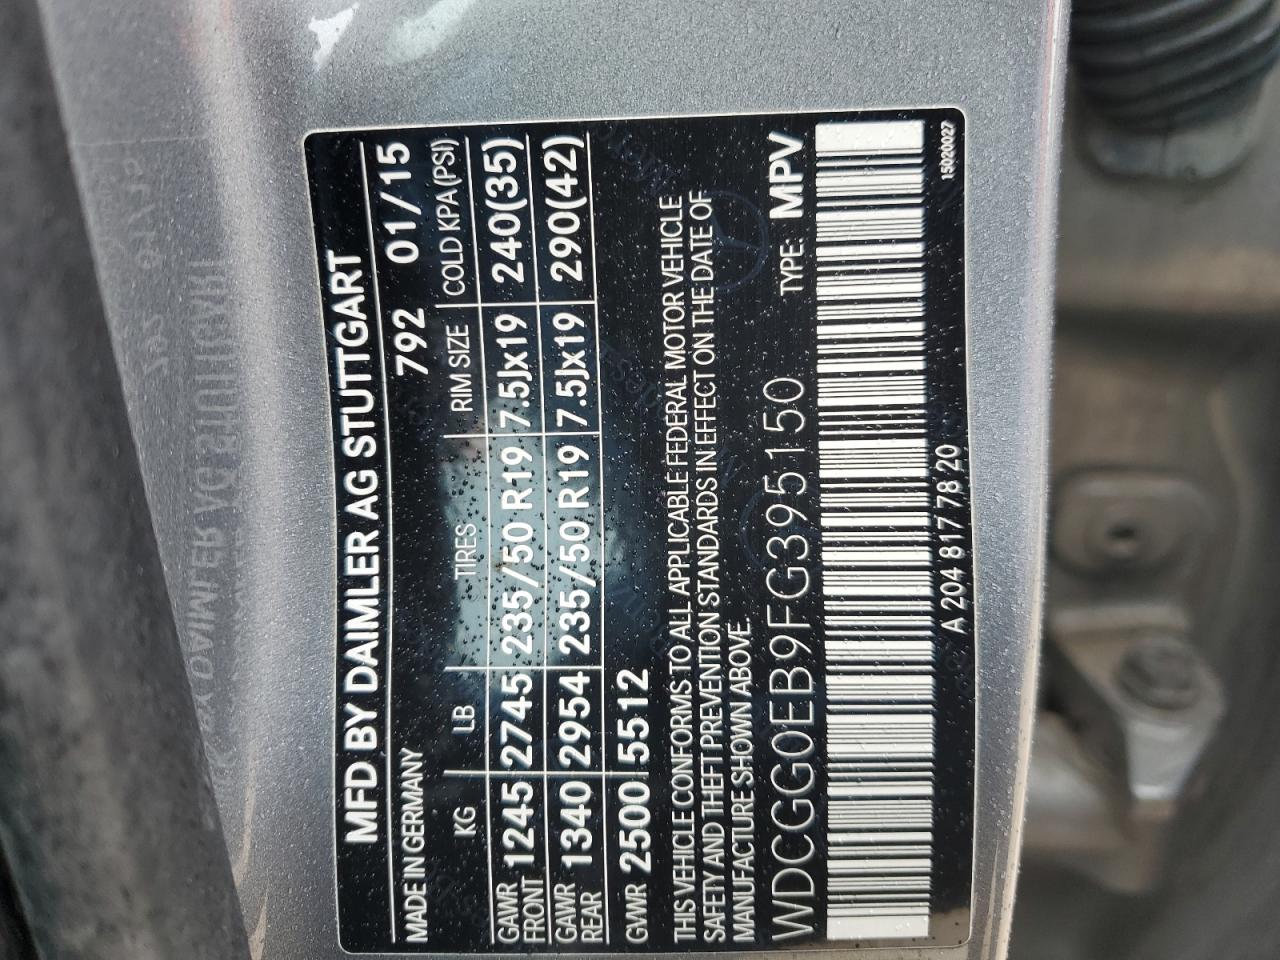 MFD BY DAIMLER AG STUTTGART
MADE IN GERMANY 792 01/15
KG LB TIRES RIM SIZE COLD KPA (PSI)
GAWR FRONT 1245 2745 235/50 R19 7.5Jx19 240(35)
GAWR REAR 1340 2954 235/50 R19 7.5Jx19 290(42)
GVWR 2500 5512
THIS VEHICLE CONFORMS TO ALL APPLICABLE FEDERAL MOTOR VEHICLE
SAFETY AND THEFT PREVENTION STANDARDS IN EFFECT ON THE DATE OF
MANUFACTURE SHOWN ABOVE.
WDCGG0EB9FG395150 TYPE: MPV
A 204 817 78 20 15020027